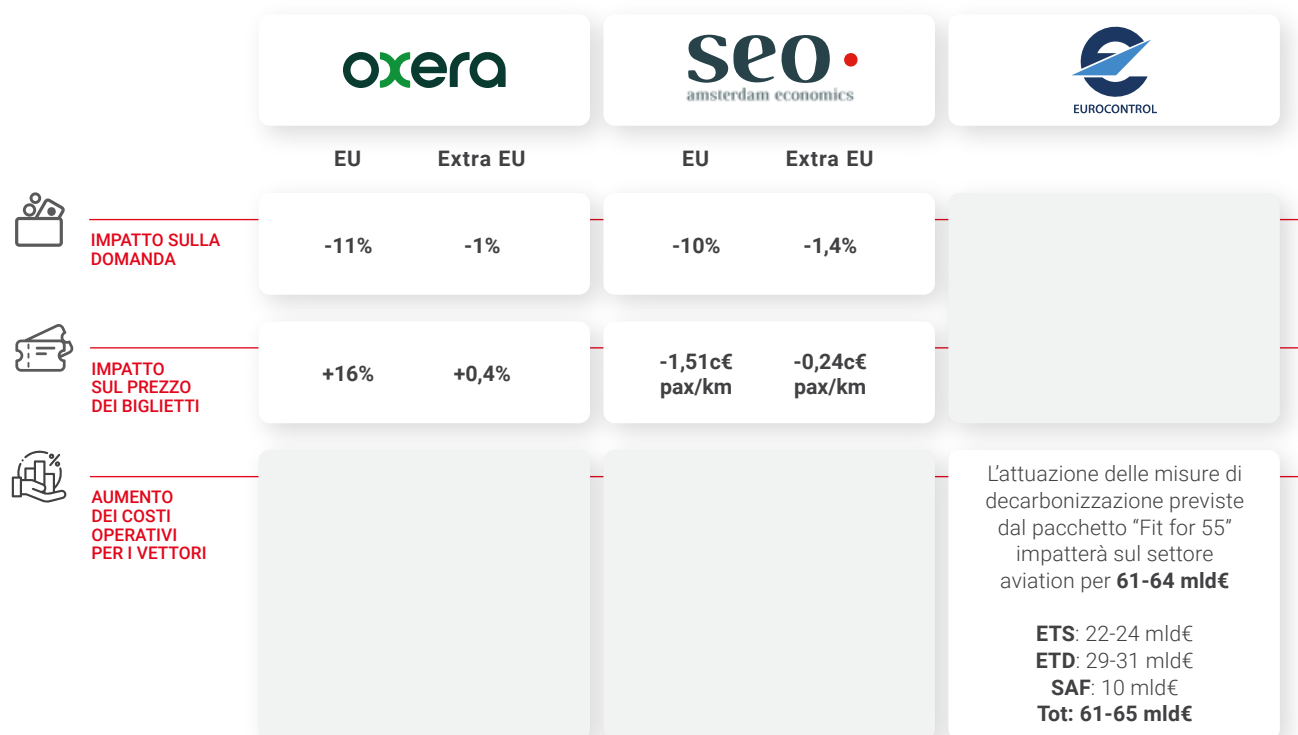 oxera
seo
amsterdam economics
EUROCONTROL
EU Extra EU
EU Extra EU
IMPATTO SULLA
DOMANDA
-11% -1%
-10% -1,4%
IMPATTO
SUL PREZZO
DEI BIGLIETTI
+16% +0,4%
-1,51c€ -0,24c€
pax/km pax/km
%
AUMENTO
DEI COSTI
OPERATIVI
PER I VETTORI
L’attuazione delle misure di
decarbonizzazione previste
dal pacchetto “Fit for 55”
impatterà sul settore
aviation per 61-64 mld€
ETS: 22-24 mld€
ETD: 29-31 mld€
SAF: 10 mld€
Tot: 61-65 mld€